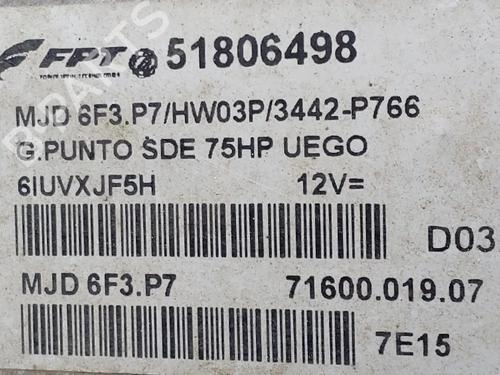 FPT 51806498
MJD 6F3.P7/HW03P/3442-P766
G.PUNTO SDE 75HP UEGO
6IUVXJF5H 12V=
D03
MJD 6F3.P7 71600.019.07
7E15